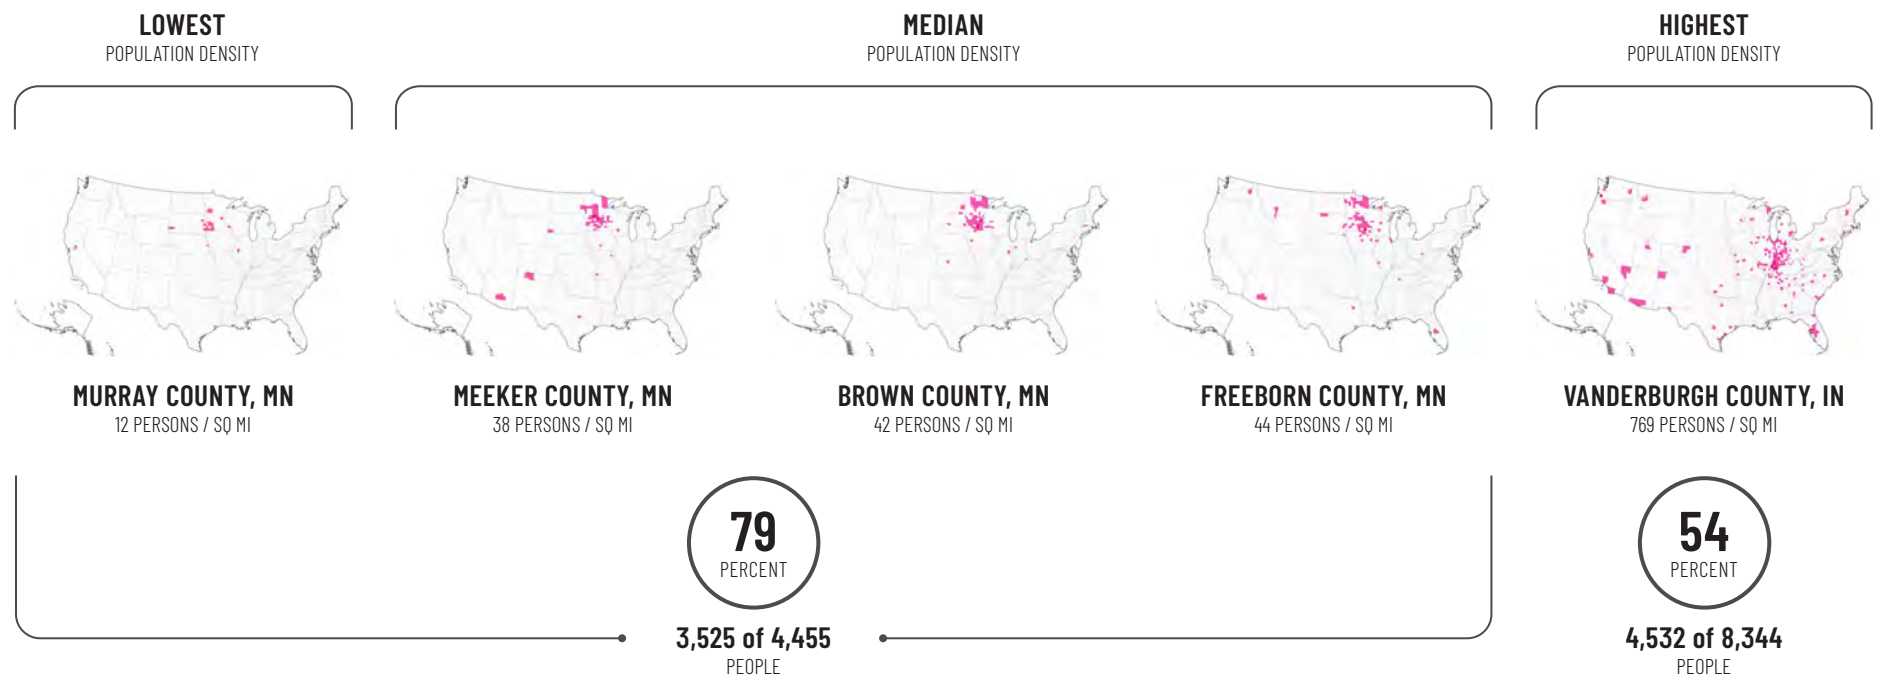 LOWEST
POPULATION DENSITY
MEDIAN
POPULATION DENSITY
HIGHEST
POPULATION DENSITY
MURRAY COUNTY, MN
12 PERSONS / SQ MI
MEEKER COUNTY, MN
38 PERSONS / SQ MI
BROWN COUNTY, MN
42 PERSONS / SQ MI
FREEBORN COUNTY, MN
44 PERSONS / SQ MI
VANDERBURGH COUNTY, IN
769 PERSONS / SQ MI
79
PERCENT
3,525 of 4,455
PEOPLE
54
PERCENT
4,532 of 8,344
PEOPLE